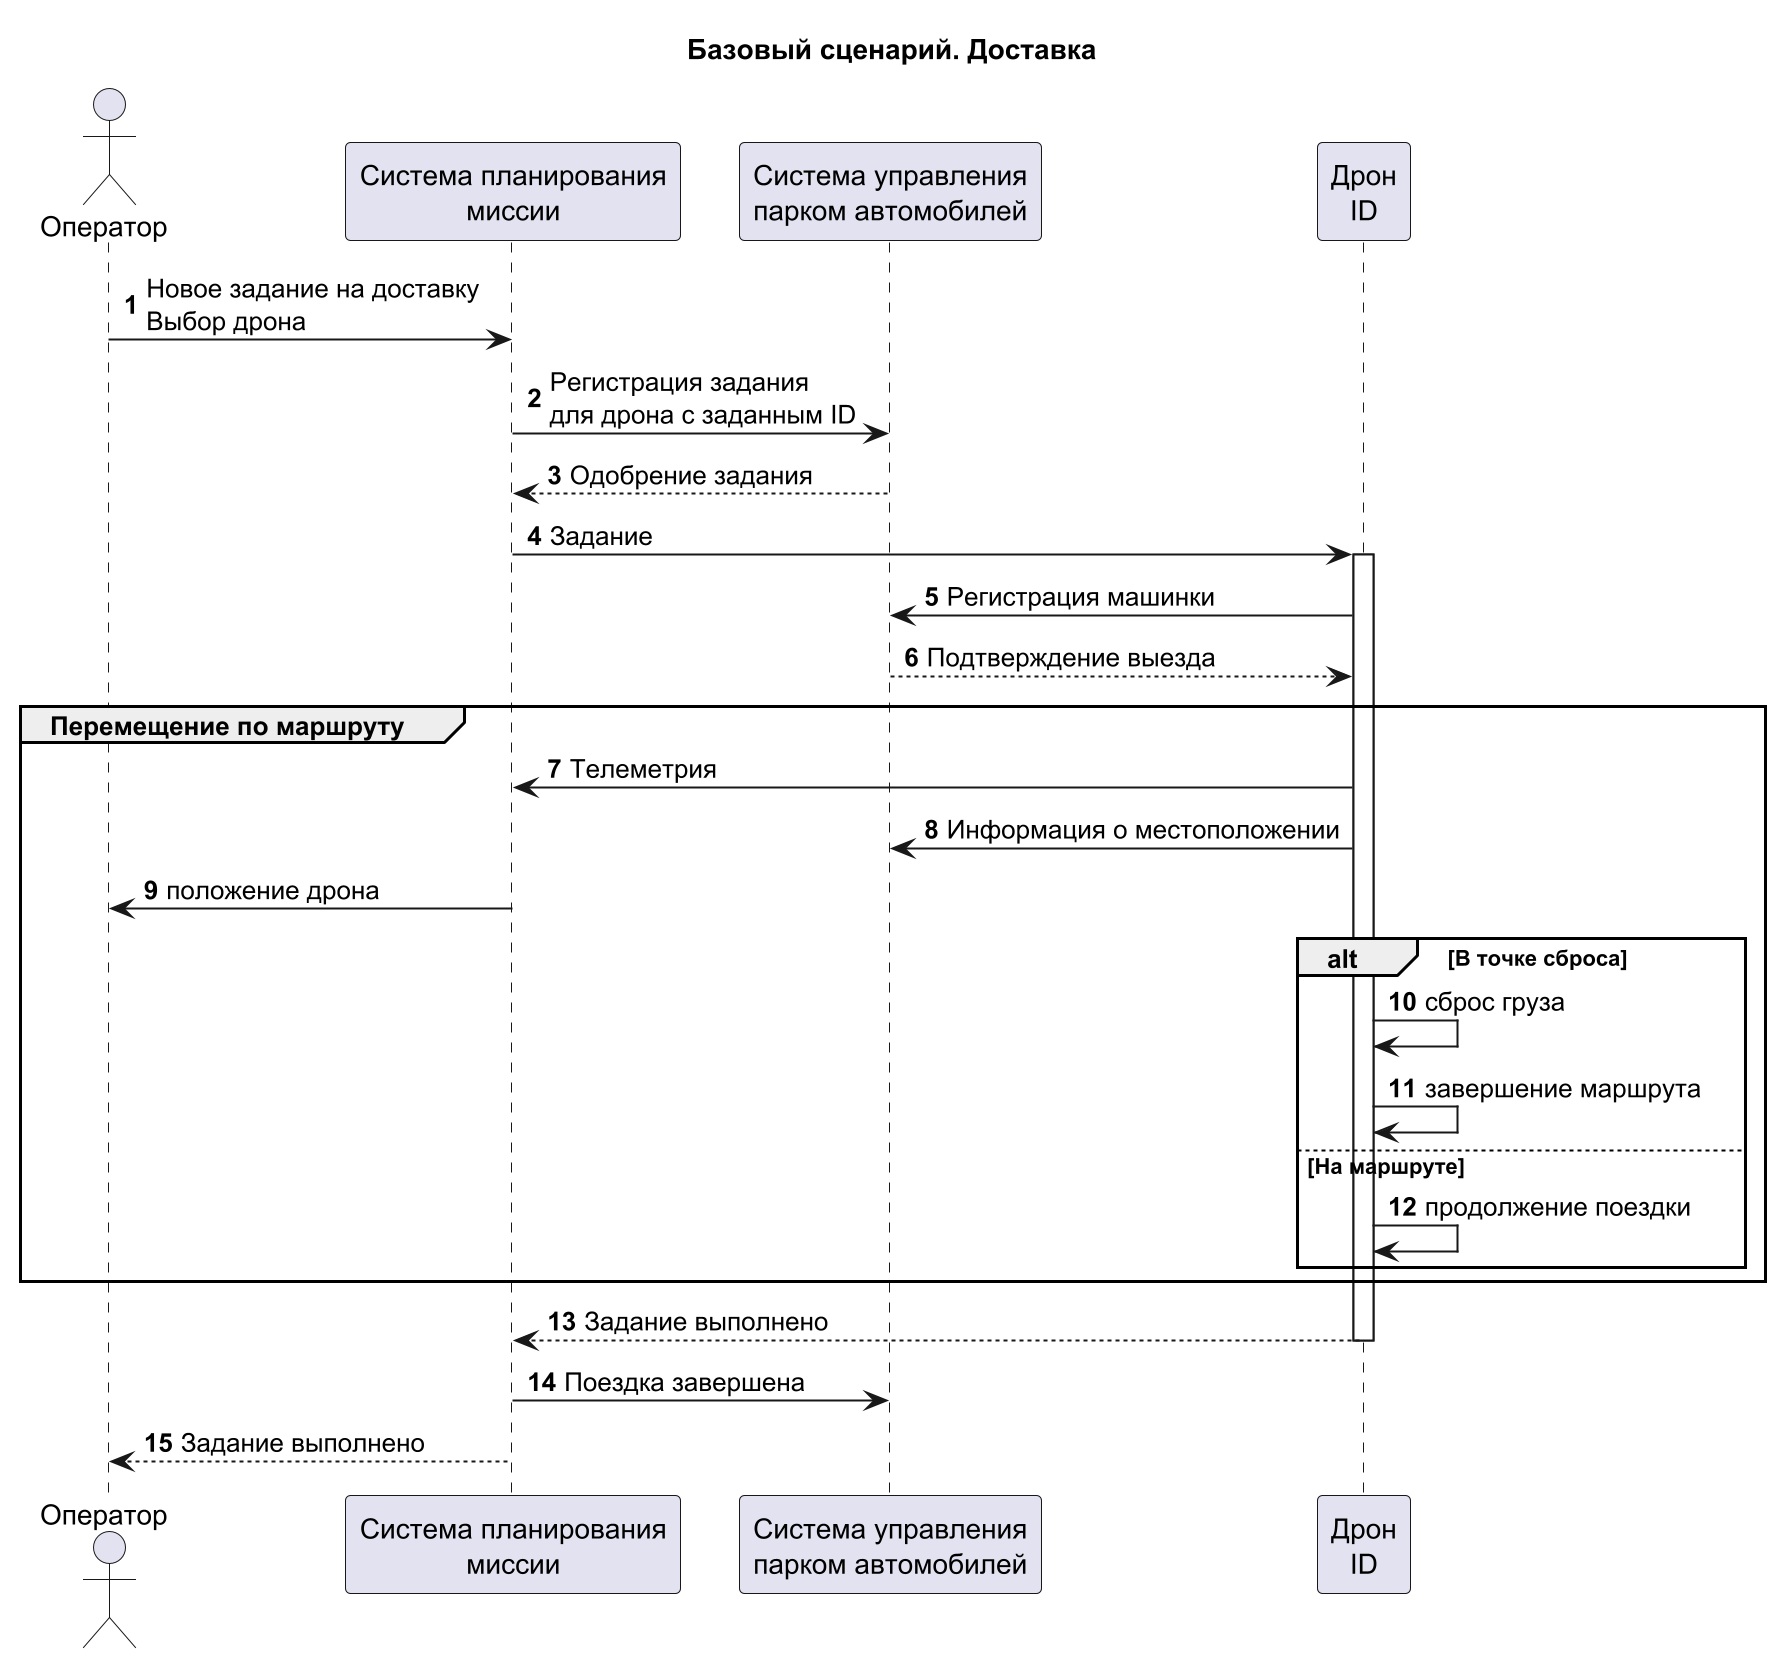 Базовый сценарий. Доставка
Оператор
Система планирования
миссии
Система управления
парком автомобилей
Дрон
ID
1 Новое задание на доставку
Выбор дрона
2 Регистрация задания
для дрона с заданным ID
3 Одобрение задания
4 Задание
5 Регистрация машинки
6 Подтверждение выезда
Перемещение по маршруту
7 Телеметрия
8 Информация о местоположении
9 положение дрона
alt [В точке сброса]
10 сброс груза
11 завершение маршрута
[На маршруте]
12 продолжение поездки
13 Задание выполнено
14 Поездка завершена
15 Задание выполнено
Оператор
Система планирования
миссии
Система управления
парком автомобилей
Дрон
ID